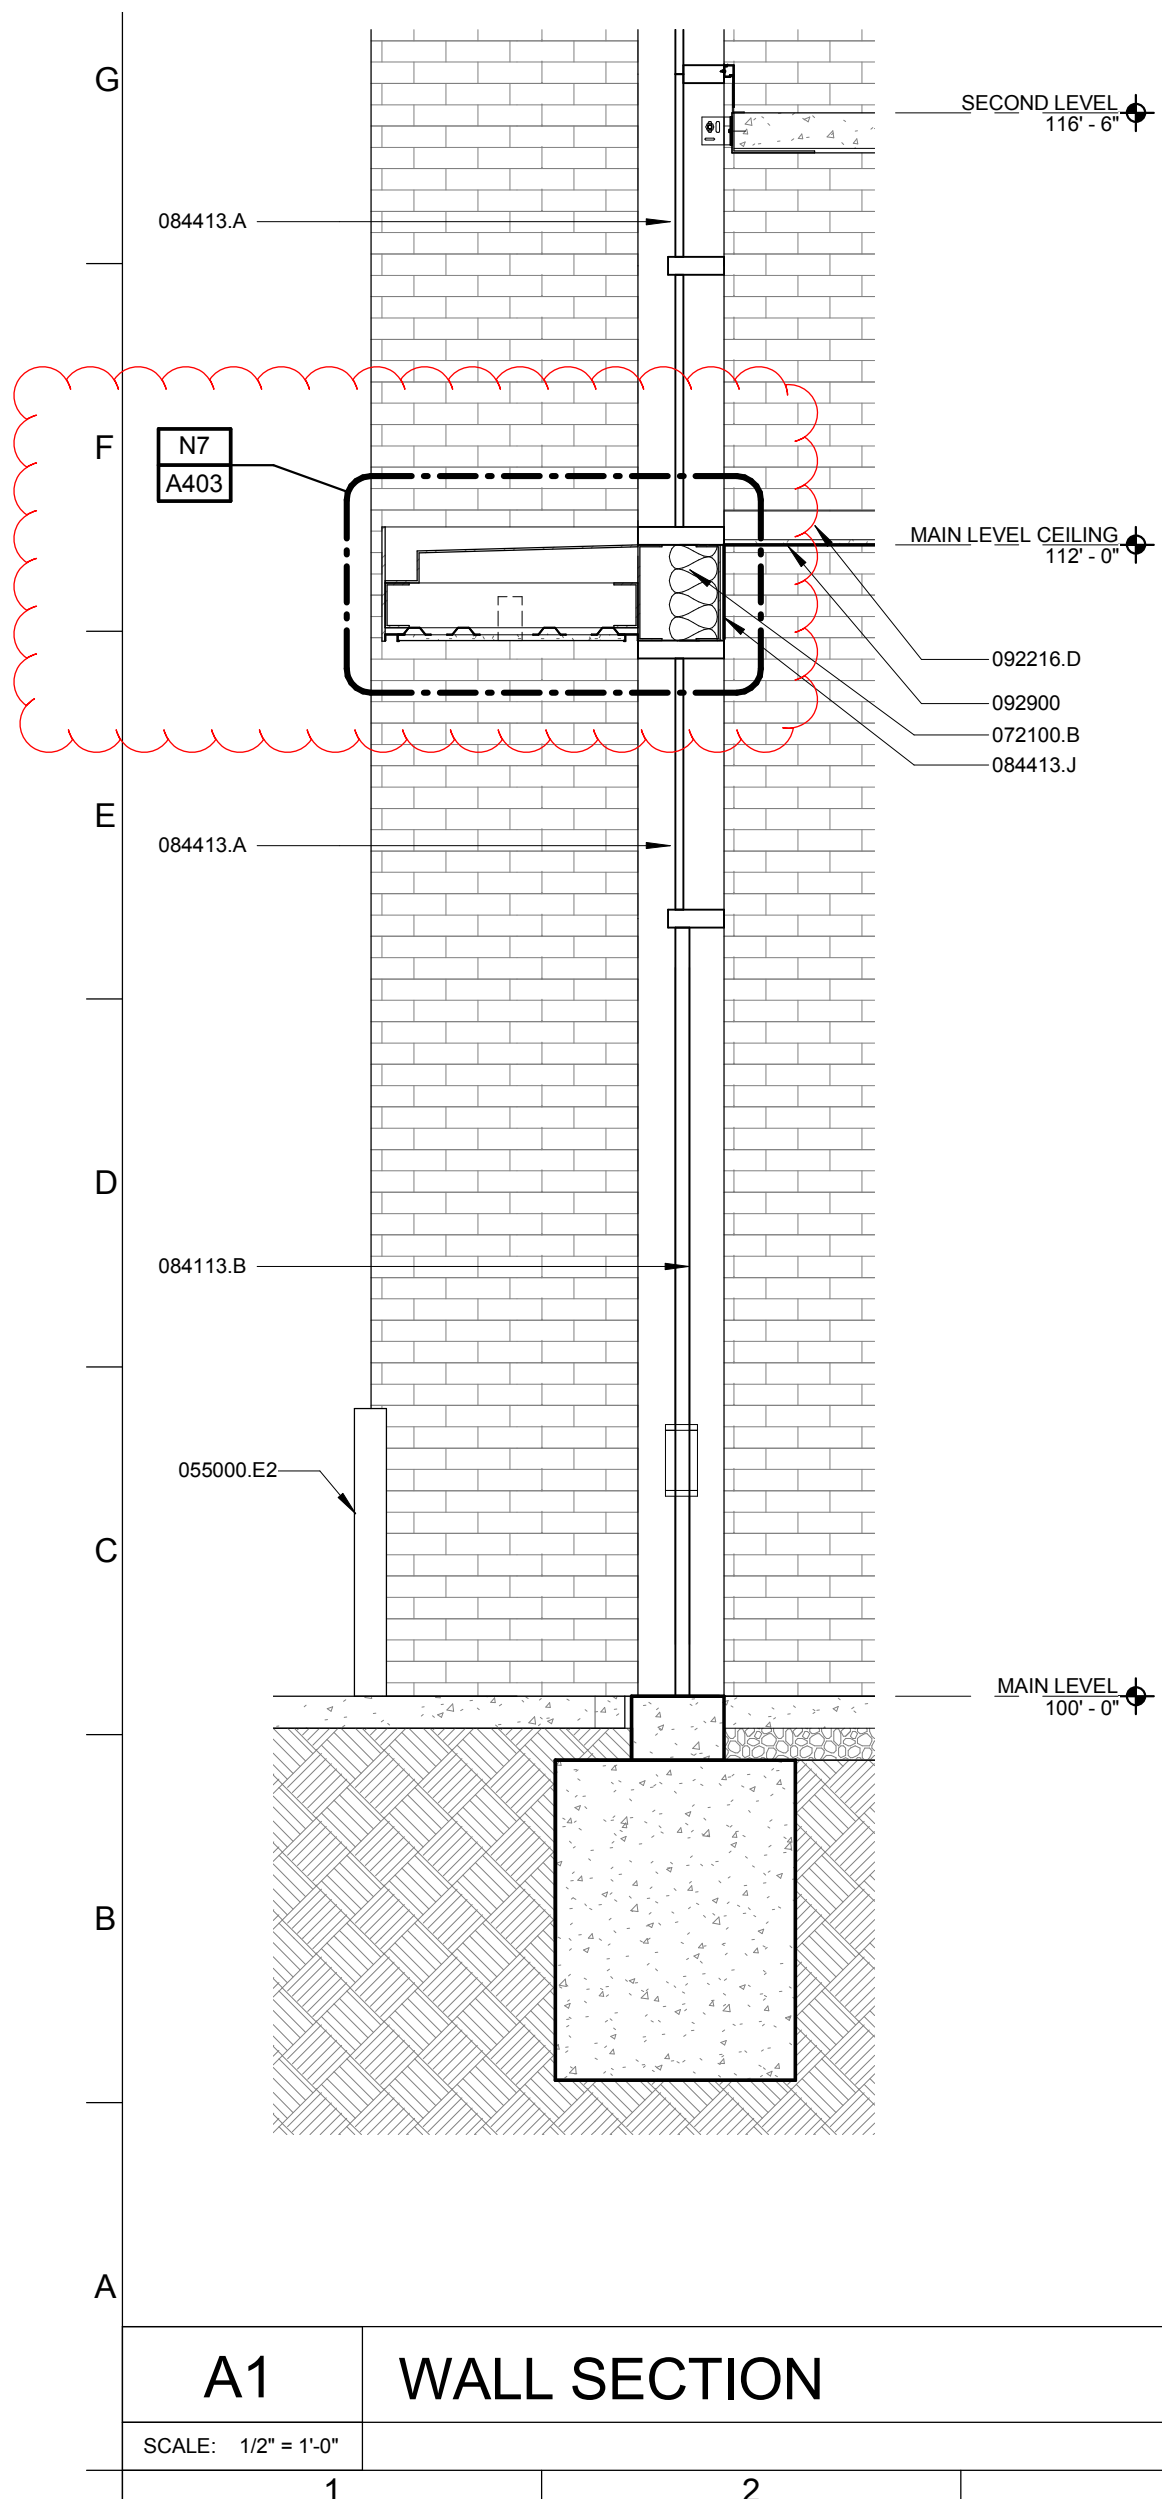 G
SECOND LEVEL
116' - 6"
084413.A
F
N7
A403
MAIN LEVEL CEILING
112' - 0"
092216.D
092900
072100.B
084413.J
E
084413.A
D
084113.B
055000.E2
C
MAIN LEVEL
100' - 0"
B
A
A1
WALL SECTION
SCALE: 1/2" = 1'-0"
1
2